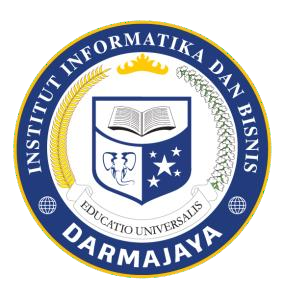 INSTITUT INFORMATIKA DAN BISNIS
EDUCATIO UNIVERSALIS
DARMAJAYA